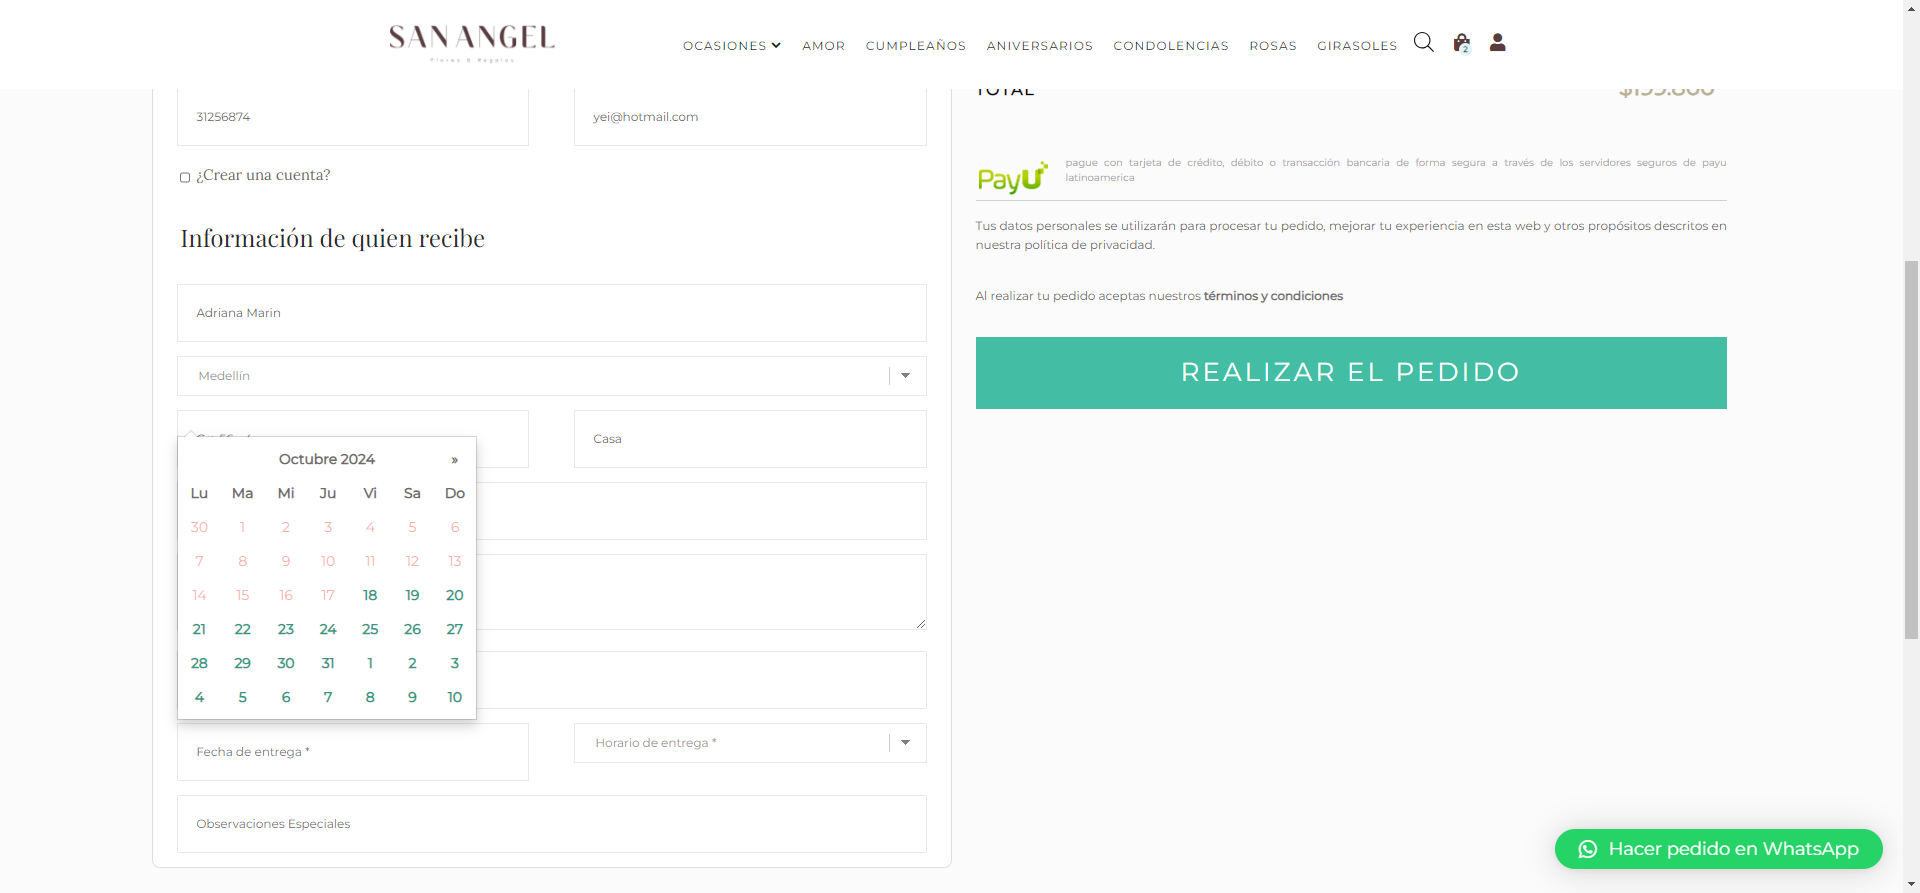 SAN ANGEL
Flores & Regalos
OCASIONES AMOR CUMPLEAÑOS ANIVERSARIOS CONDOLENCIAS ROSAS GIRASOLES
2
31256874
yei@hotmail.com
¿Crear una cuenta?
Información de quien recibe
Adriana Marin
Medellín
Casa
Octubre 2024 »
Lu Ma Mi Ju Vi Sa Do
30 1 2 3 4 5 6
7 8 9 10 11 12 13
14 15 16 17 18 19 20
21 22 23 24 25 26 27
28 29 30 31 1 2 3
4 5 6 7 8 9 10
Fecha de entrega *
Horario de entrega *
Observaciones Especiales
TOTAL
$199.800
PayU
pague con tarjeta de crédito, débito o transacción bancaria de forma segura a través de los servidores seguros de payu
latinoamerica
Tus datos personales se utilizarán para procesar tu pedido, mejorar tu experiencia en esta web y otros propósitos descritos en
nuestra política de privacidad.
Al realizar tu pedido aceptas nuestros términos y condiciones
REALIZAR EL PEDIDO
Hacer pedido en WhatsApp